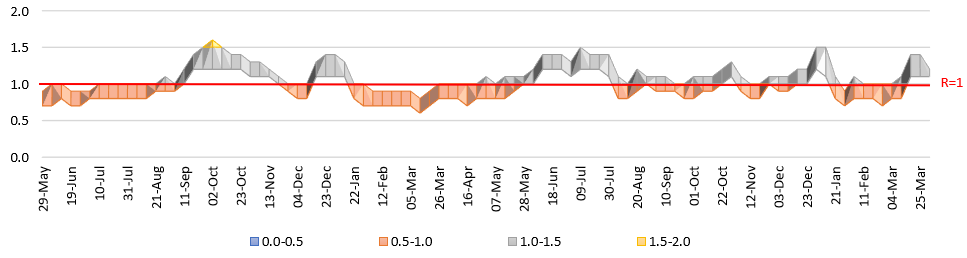 2.0
1.5
1.0
0.5
0.0
R=1
29-May 19-Jun 10-Jul 31-Jul 21-Aug 11-Sep 02-Oct 23-Oct 13-Nov 04-Dec 23-Dec 22-Jan 12-Feb 05-Mar 26-Mar 16-Apr 07-May 28-May 18-Jun 09-Jul 30-Jul 20-Aug 10-Sep 01-Oct 22-Oct 12-Nov 03-Dec 23-Dec 21-Jan 11-Feb 04-Mar 25-Mar
0.0-0.5 0.5-1.0 1.0-1.5 1.5-2.0